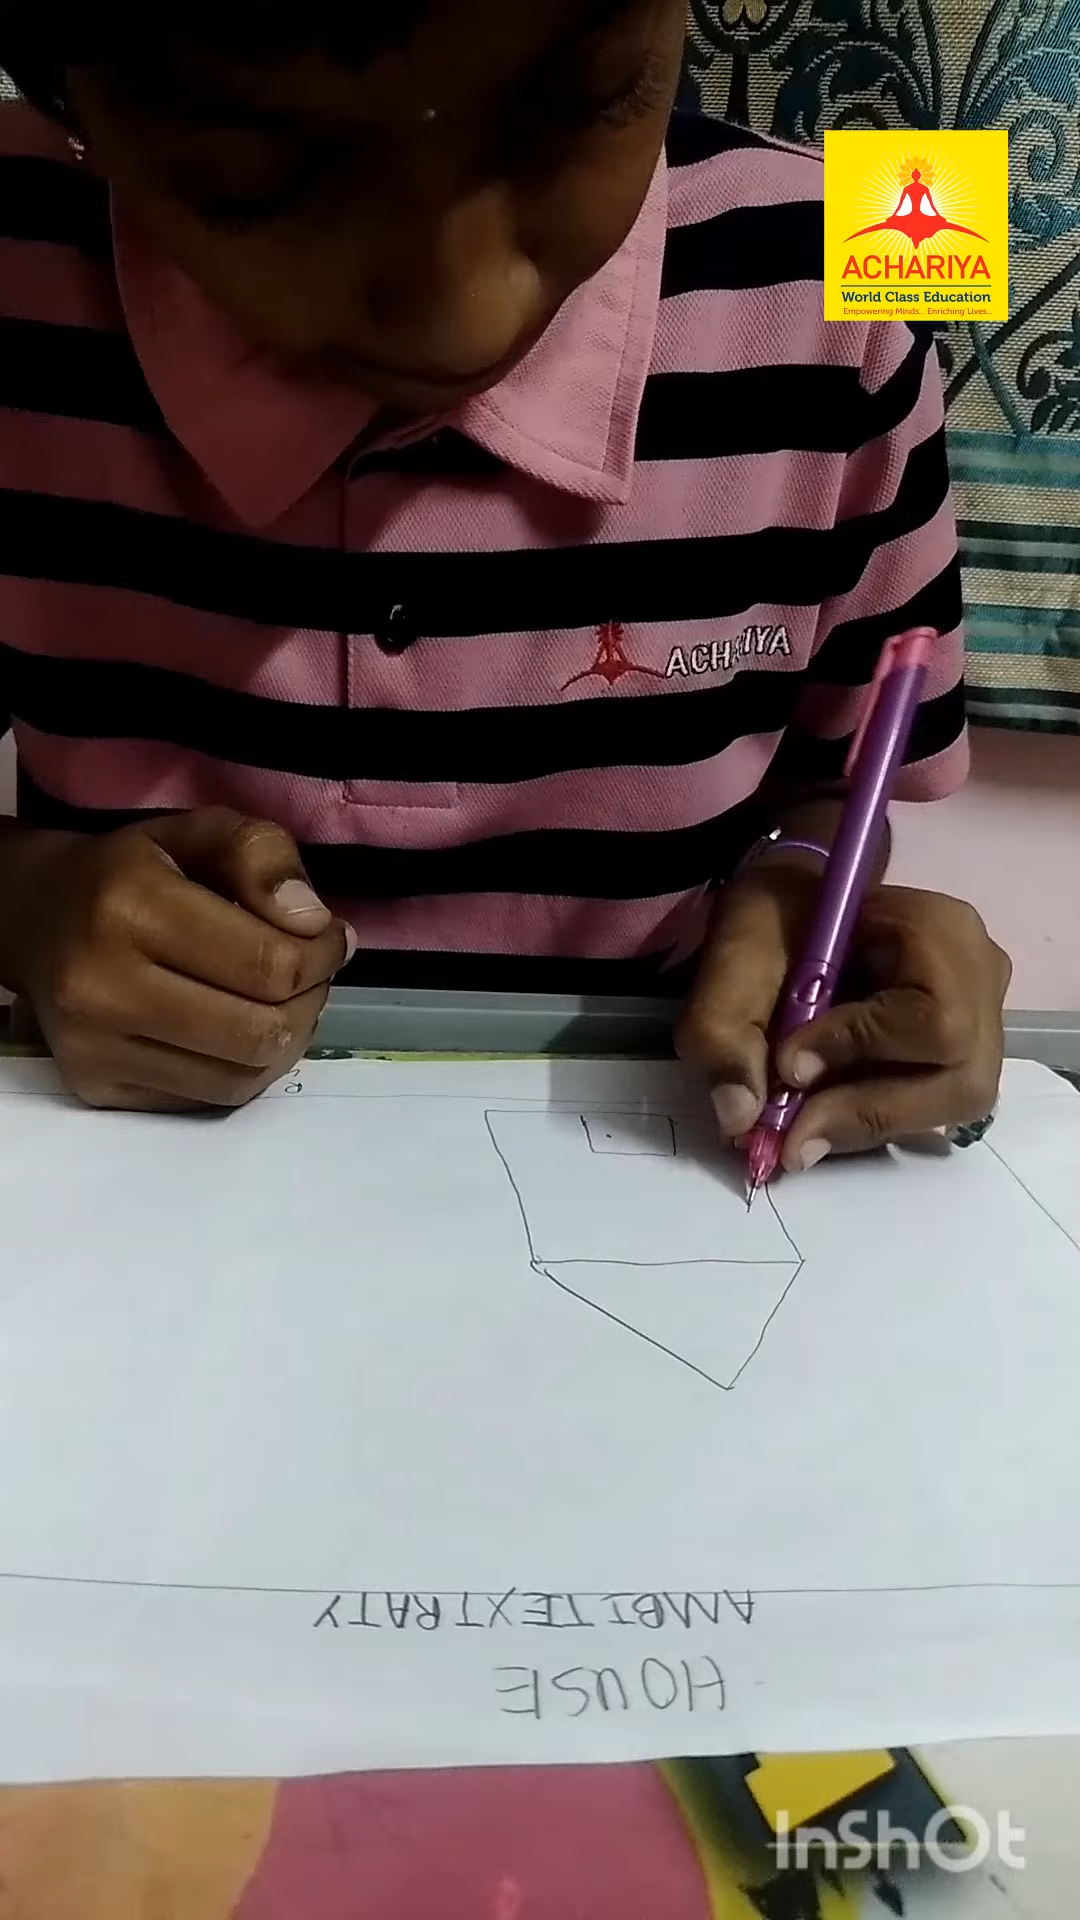 ACHARIYA
World Class Education
Empowering Minds... Enriching Lives...
ACHARIYA
HOUSE
AMBITEXTRATY
InShOt